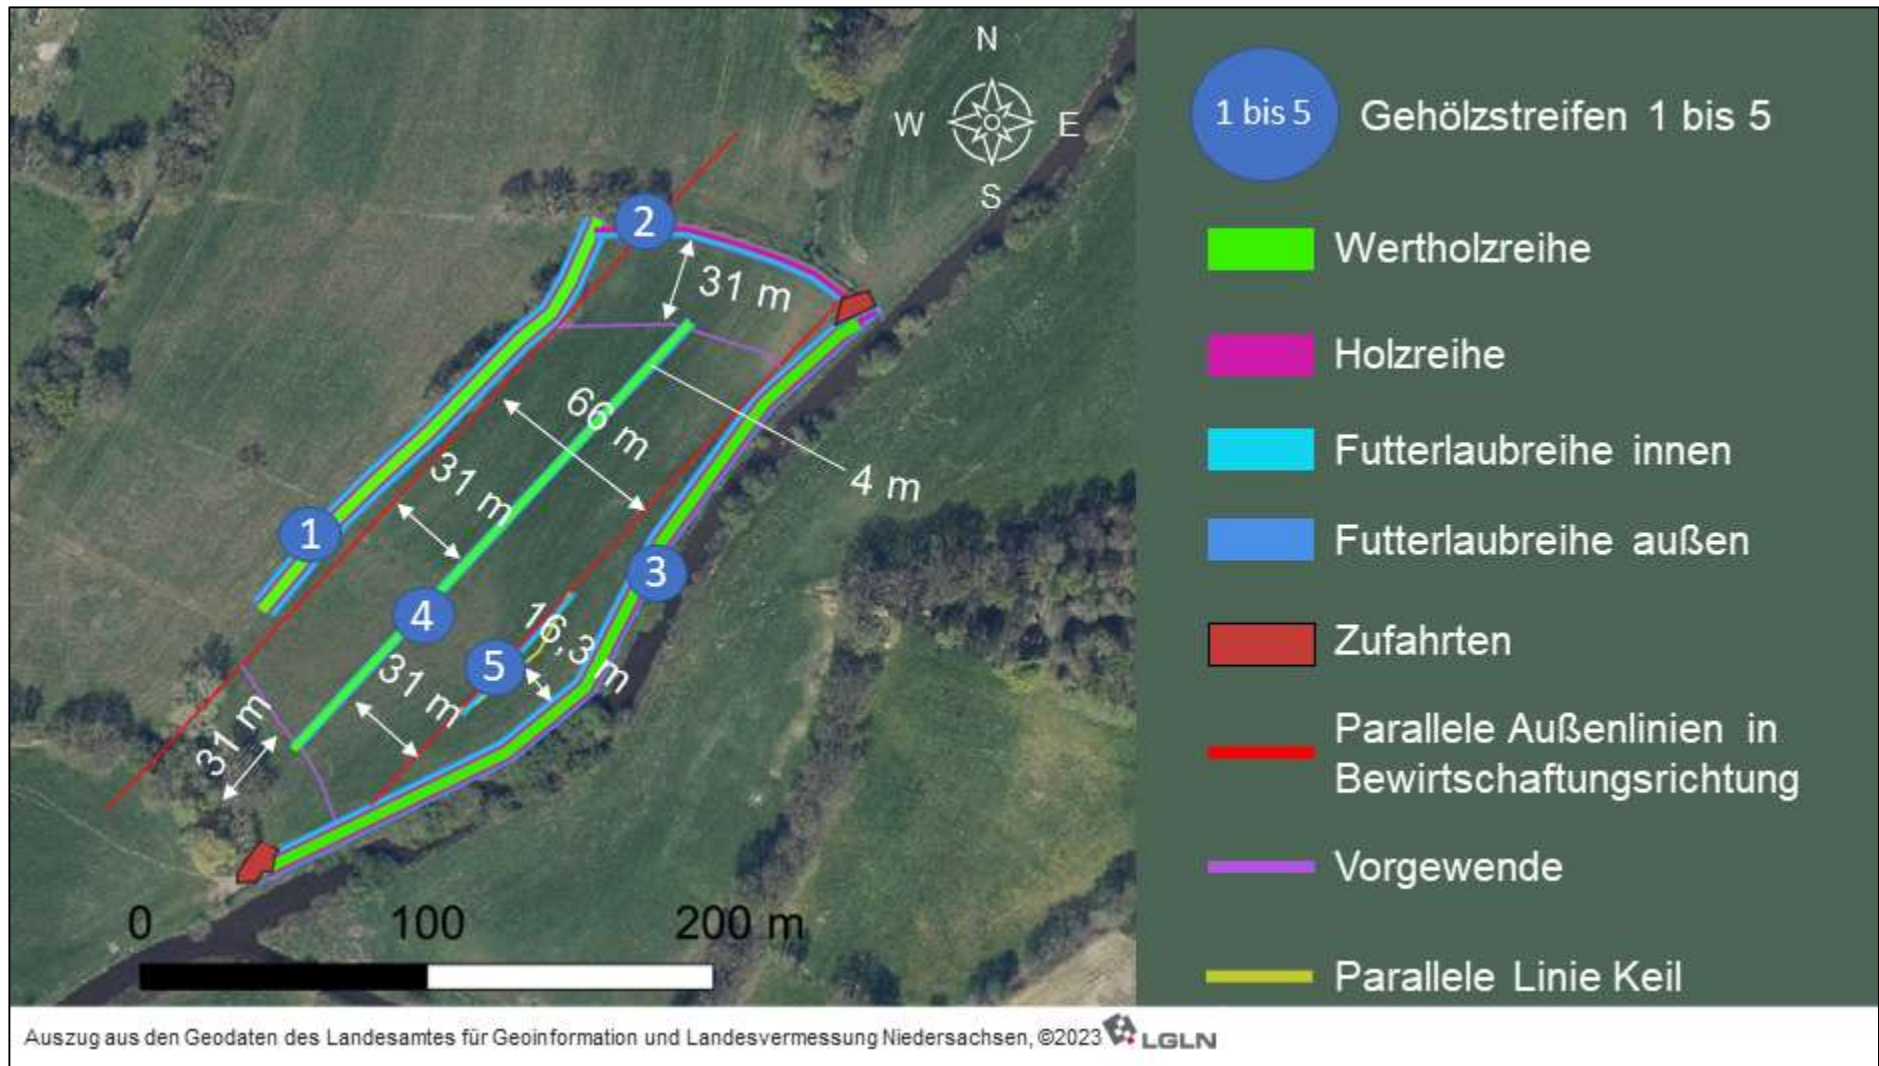 N
W
E
S
1 bis 5
Gehölzstreifen 1 bis 5
2
31 m
Wertholzreihe
Holzreihe
66 m
Futterlaubreihe innen
31 m
4 m
1
Futterlaubreihe außen
3
4
16,3 m
5
Zufahrten
31 m
31 m
Parallele Außenlinien in
Bewirtschaftungsrichtung
Vorgewende
0 100 200 m
Parallele Linie Keil
Auszug aus den Geodaten des Landesamtes für Geoinformation und Landesvermessung Niedersachsen, ©2023 LGLN